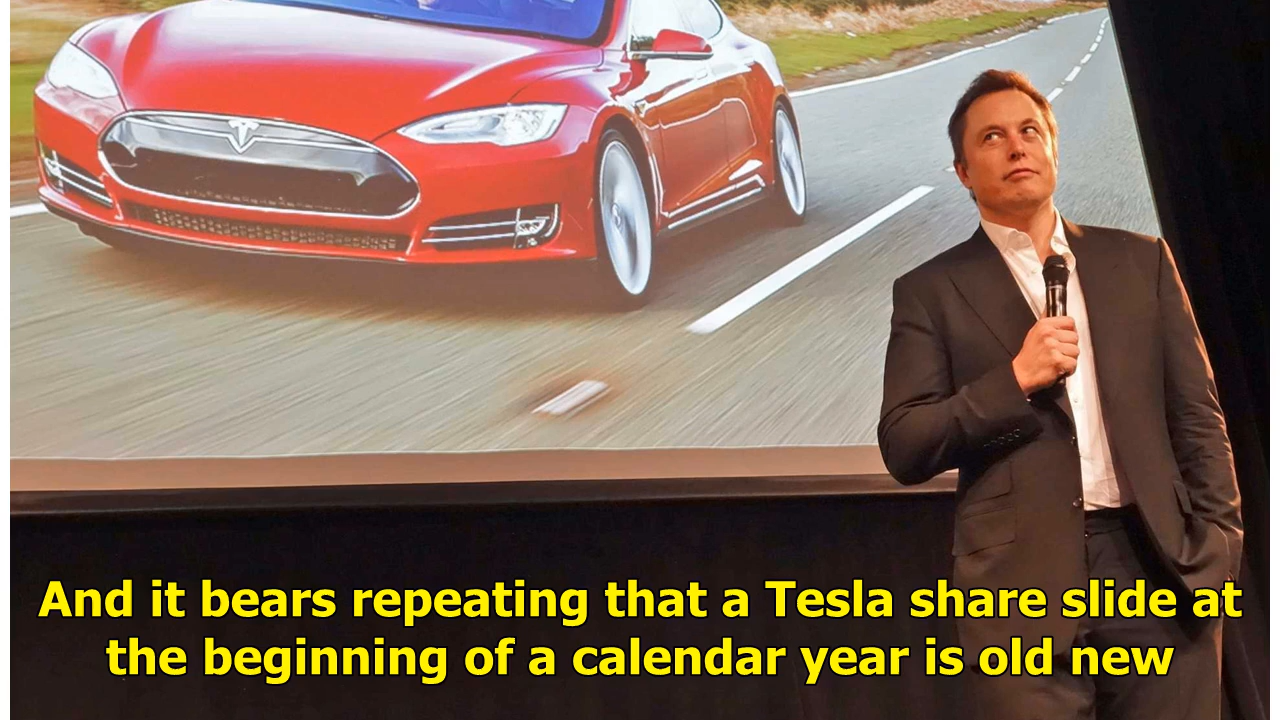 And it bears repeating that a Tesla share slide at
the beginning of a calendar year is old new